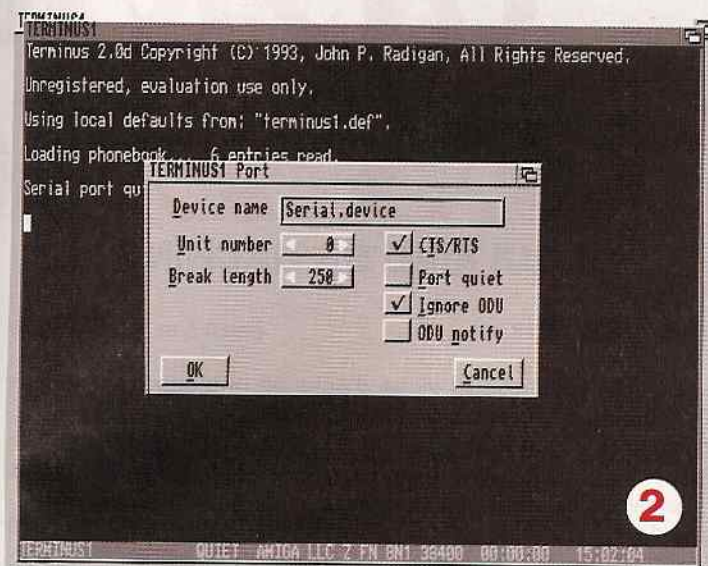 TERMINUS1
Terminus 2.0d Copyright (C) 1993, John P. Radigan, All Rights Reserved.
Unregistered, evaluation use only.
Using local defaults from: "terminus1.def".
Loading phonebook... 6 entries read.
Serial port qu
TERMINUS1 Port
Device name Serial.device
Unit number 0
CTS/RTS
Break length 250
Port quiet
Ignore ODU
ODU notify
OK
Cancel
2
TERMINUS1 QUIET AMIGA LLC Z FN 8N1 38400 00:00:00 15:02:04